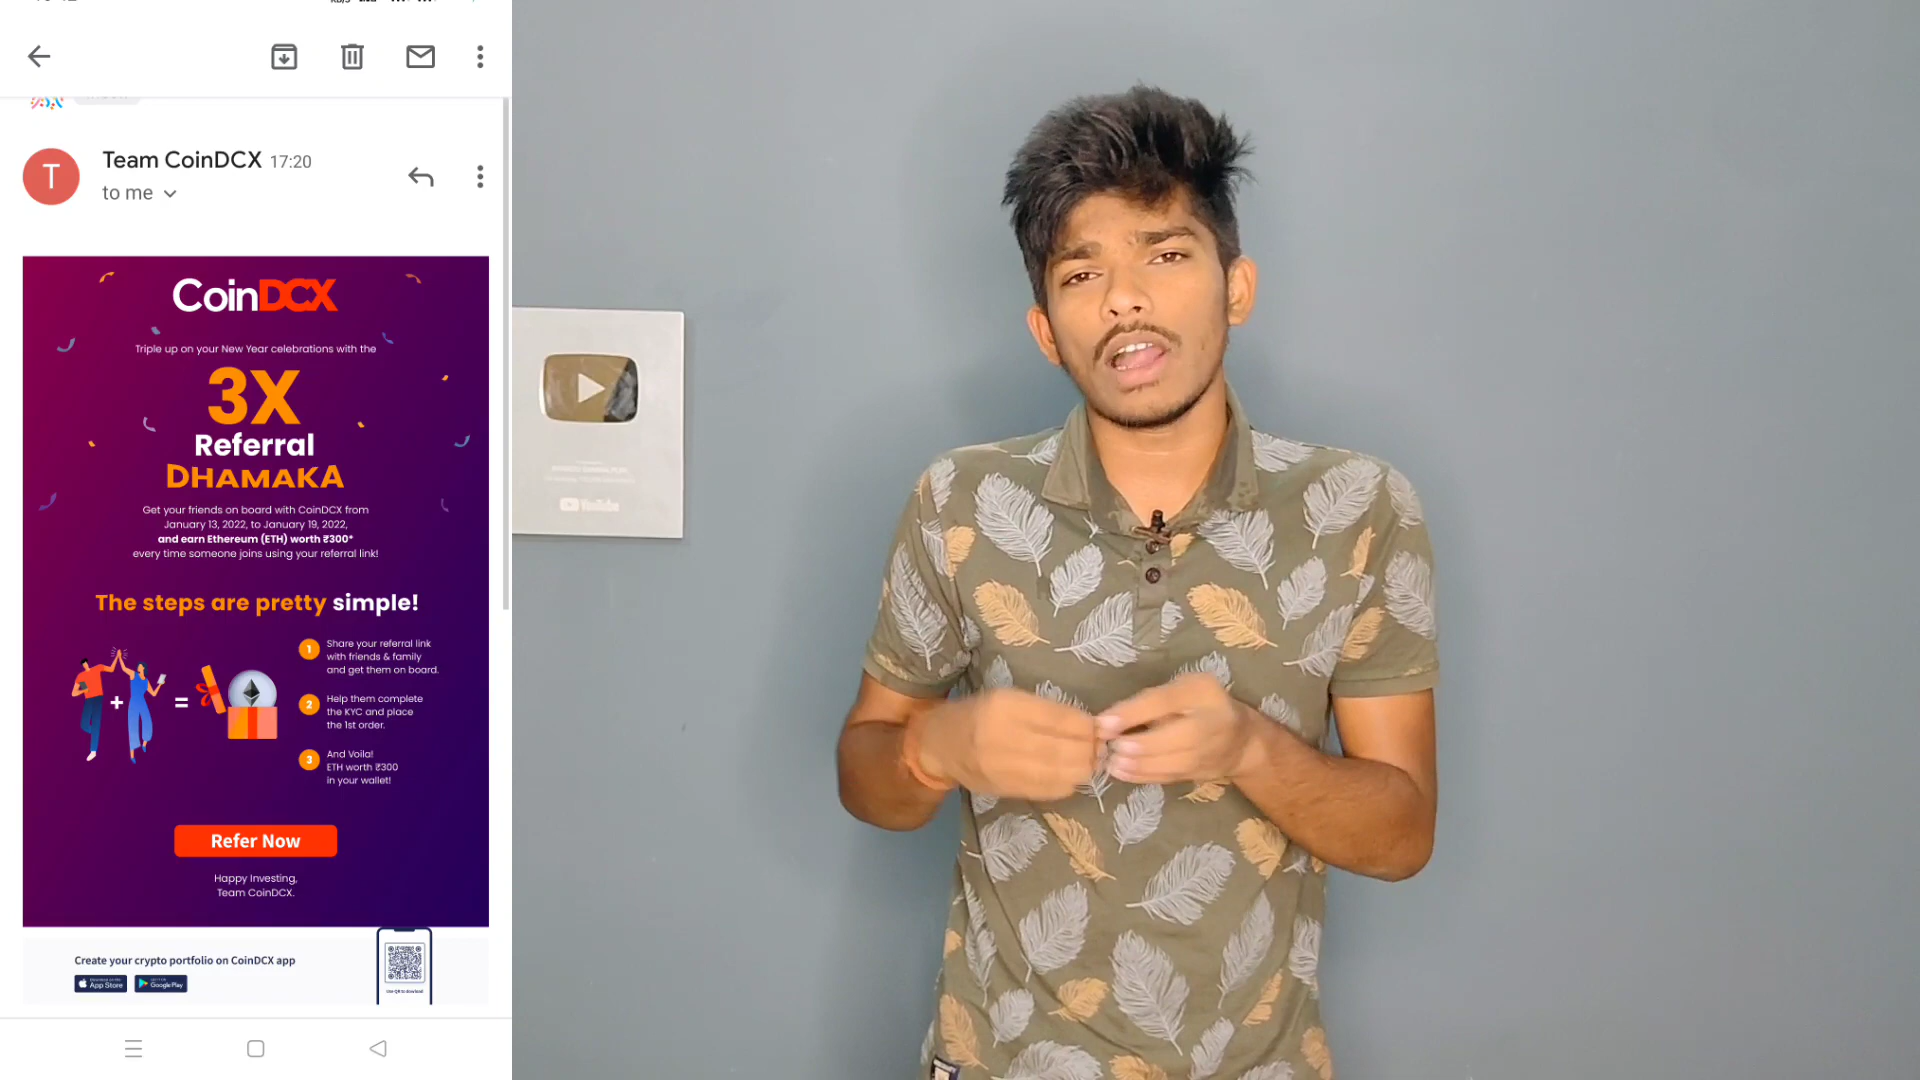 Team CoinDCX 17:20
T
to me
CoinDCX
Triple up on your New Year celebrations with the
3X
Referral
DHAMAKA
Get your friends on board with CoinDCX from
January 13, 2022, to January 19, 2022,
and earn Ethereum (ETH) worth ₹300*
every time someone joins using your referral link!
The steps are pretty simple!
1 Share your referral link
with friends & family
and get them on board.
2 Help them complete
the KYC and place
the 1st order.
+ =
3 And Voila!
ETH worth ₹300
in your wallet!
Refer Now
Happy Investing,
Team CoinDCX.
Create your crypto portfolio on CoinDCX app
App Store
Google Play
YouTube